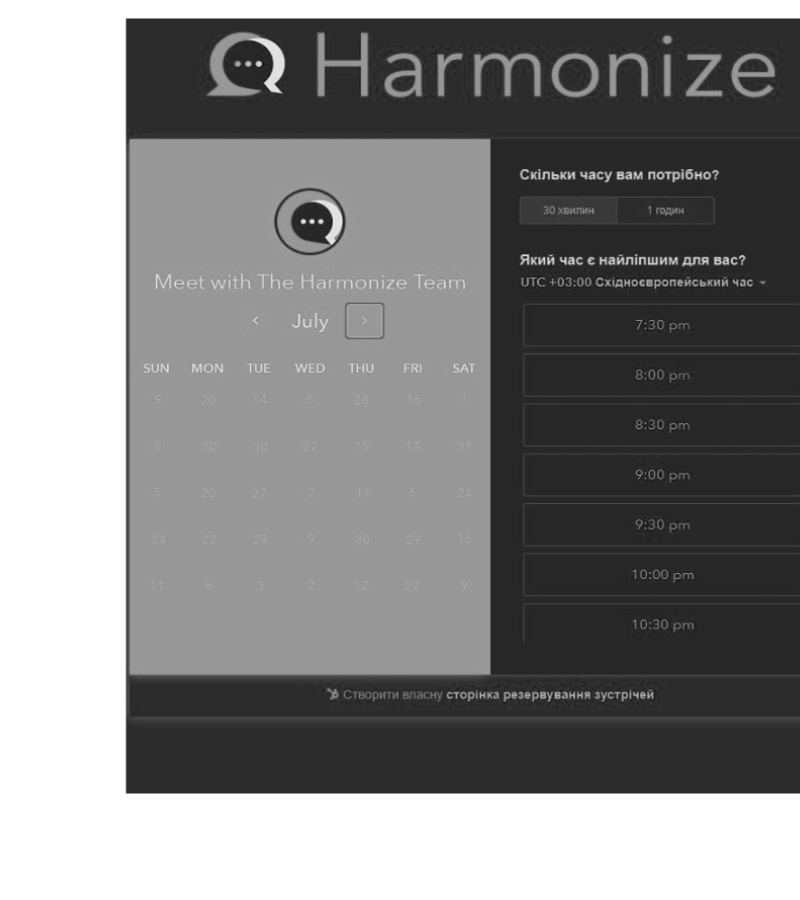 Harmonize
Meet with The Harmonize Team
‹ July ›
SUN MON TUE WED THU FRI SAT
9 20 14 5 28 16 1
8 30 30 27 15 14 31
5 20 27 2 17 6 24
24 22 29 9 30 29 16
11 6 3 2 12 27 9
Скільки часу вам потрібно?
30 хвилин 1 годин
Який час є найліпшим для вас?
UTC +03:00 Східноєвропейський час
7:30 pm
8:00 pm
8:30 pm
9:00 pm
9:30 pm
10:00 pm
10:30 pm
Створити власну сторінка резервування зустрічей